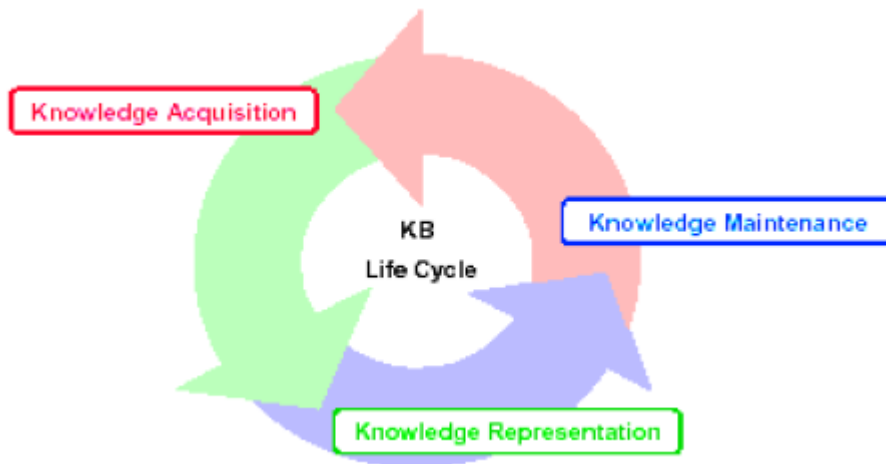 Knowledge Acquisition
Knowledge Maintenance
KB
Life Cycle
Knowledge Representation